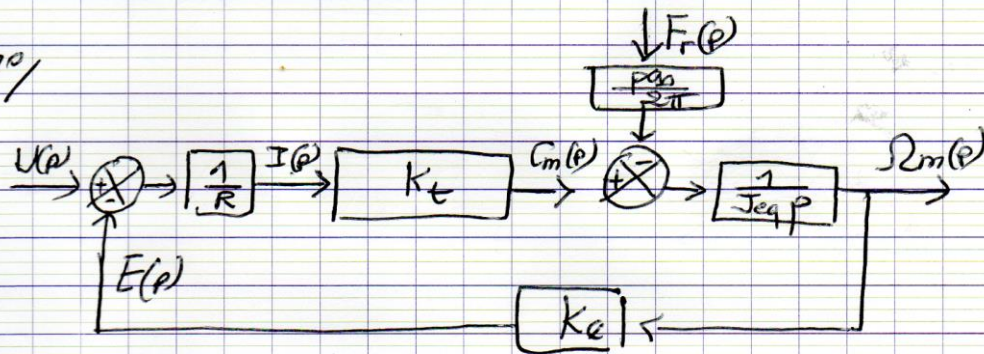 Fr(p)
pas
2π
U(p) + - 1/R I(p) Kt Cm(p) + - 1/Jeq p Ωm(p)
E(p)
Ke